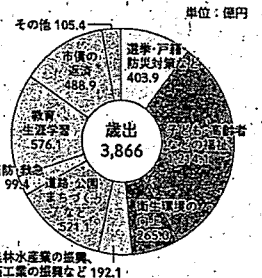 単位：億円
その他 105.4
選挙・戸籍
防災対策など
403.9
市債の
返済
488.9
教育
生涯学習
576.1
歳出
3,866
子ども・高齢者
などの福祉
救急
99.4
道路・公園
まちづくり
など
衛生環境の
向上
265.0
農林水産業の振興、
商工業の振興など 192.1